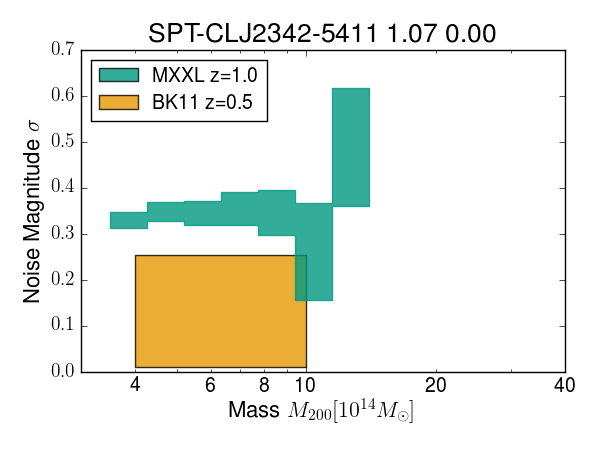 SPT-CLJ2342-5411 1.07 0.00
0.7
MXXL z=1.0
BK11 z=0.5
0.6
0.5
0.4
0.3
0.2
0.1
0.0
Noise Magnitude σ
4 6 8 10 20 40
Mass M₂₀₀[10¹⁴M☉]